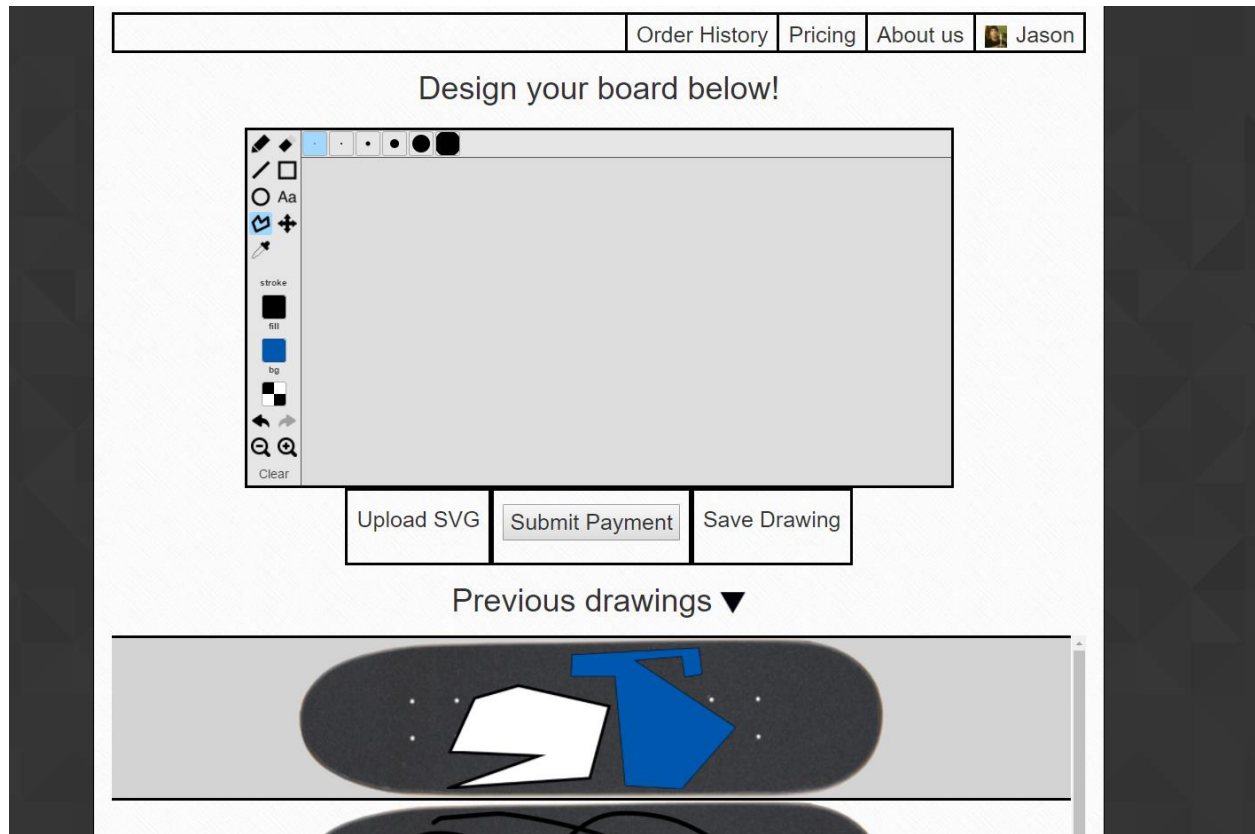 Order History Pricing About us Jason
Design your board below!
Aa
stroke
fill
bg
Clear
Upload SVG Submit Payment Save Drawing
Previous drawings ▼